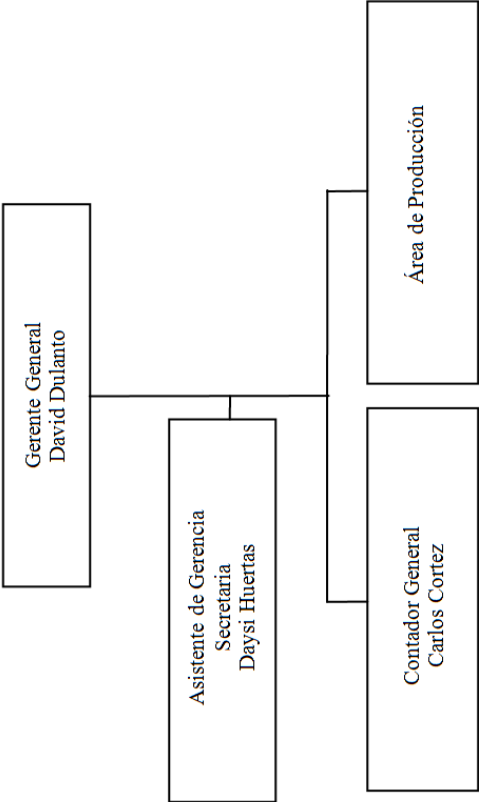 Gerente General
David Dulanto
Asistente de Gerencia
Secretaria
Daysi Huertas
Contador General
Carlos Cortez
Área de Producción